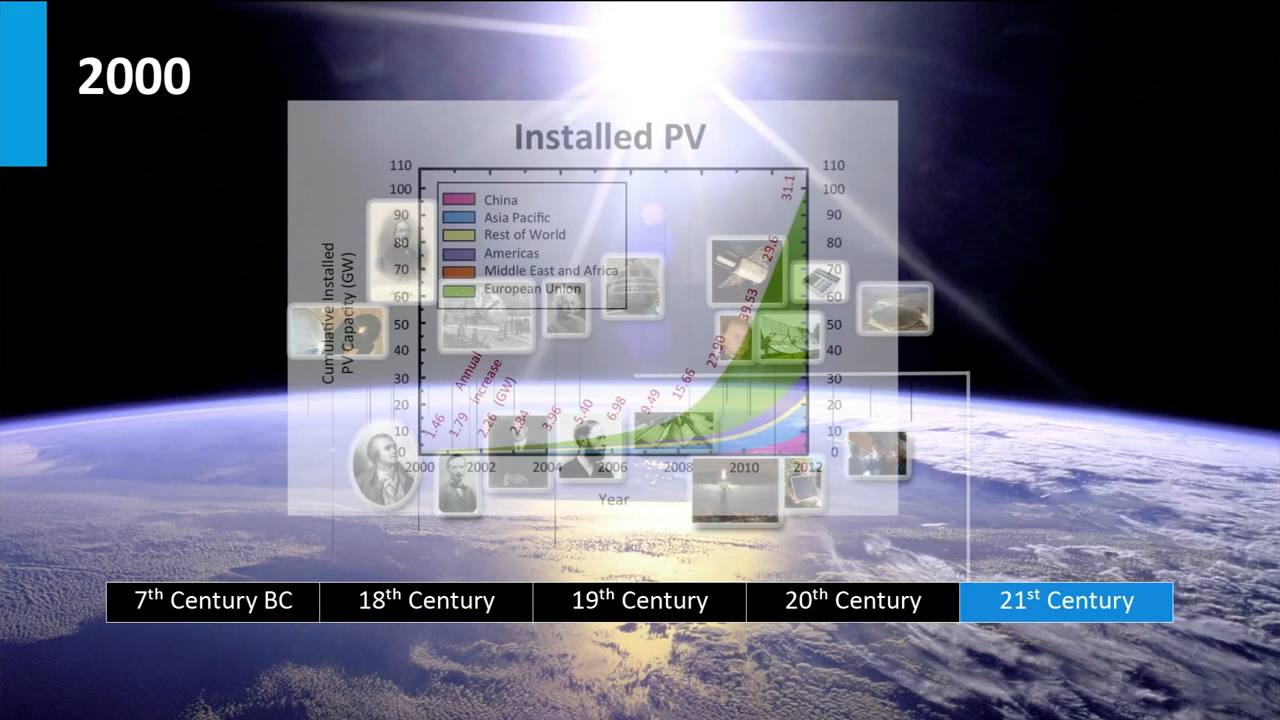 2000
Installed PV
110
100
90
80
70
60
50
40
30
20
10
0
110
100
90
80
70
60
50
40
30
20
10
0
Cumulative Installed
PV Capacity (GW)
China
Asia Pacific
Rest of World
Americas
Middle East and Africa
European Union
Annual
Increase
(GW)
1.46
1.79
2.26
2.84
3.96
5.40
6.98
9.49
15.66
22.90
39.53
29.6
31.1
2000 2002 2004 2006 2008 2010 2012
Year
7th Century BC 18th Century 19th Century 20th Century 21st Century